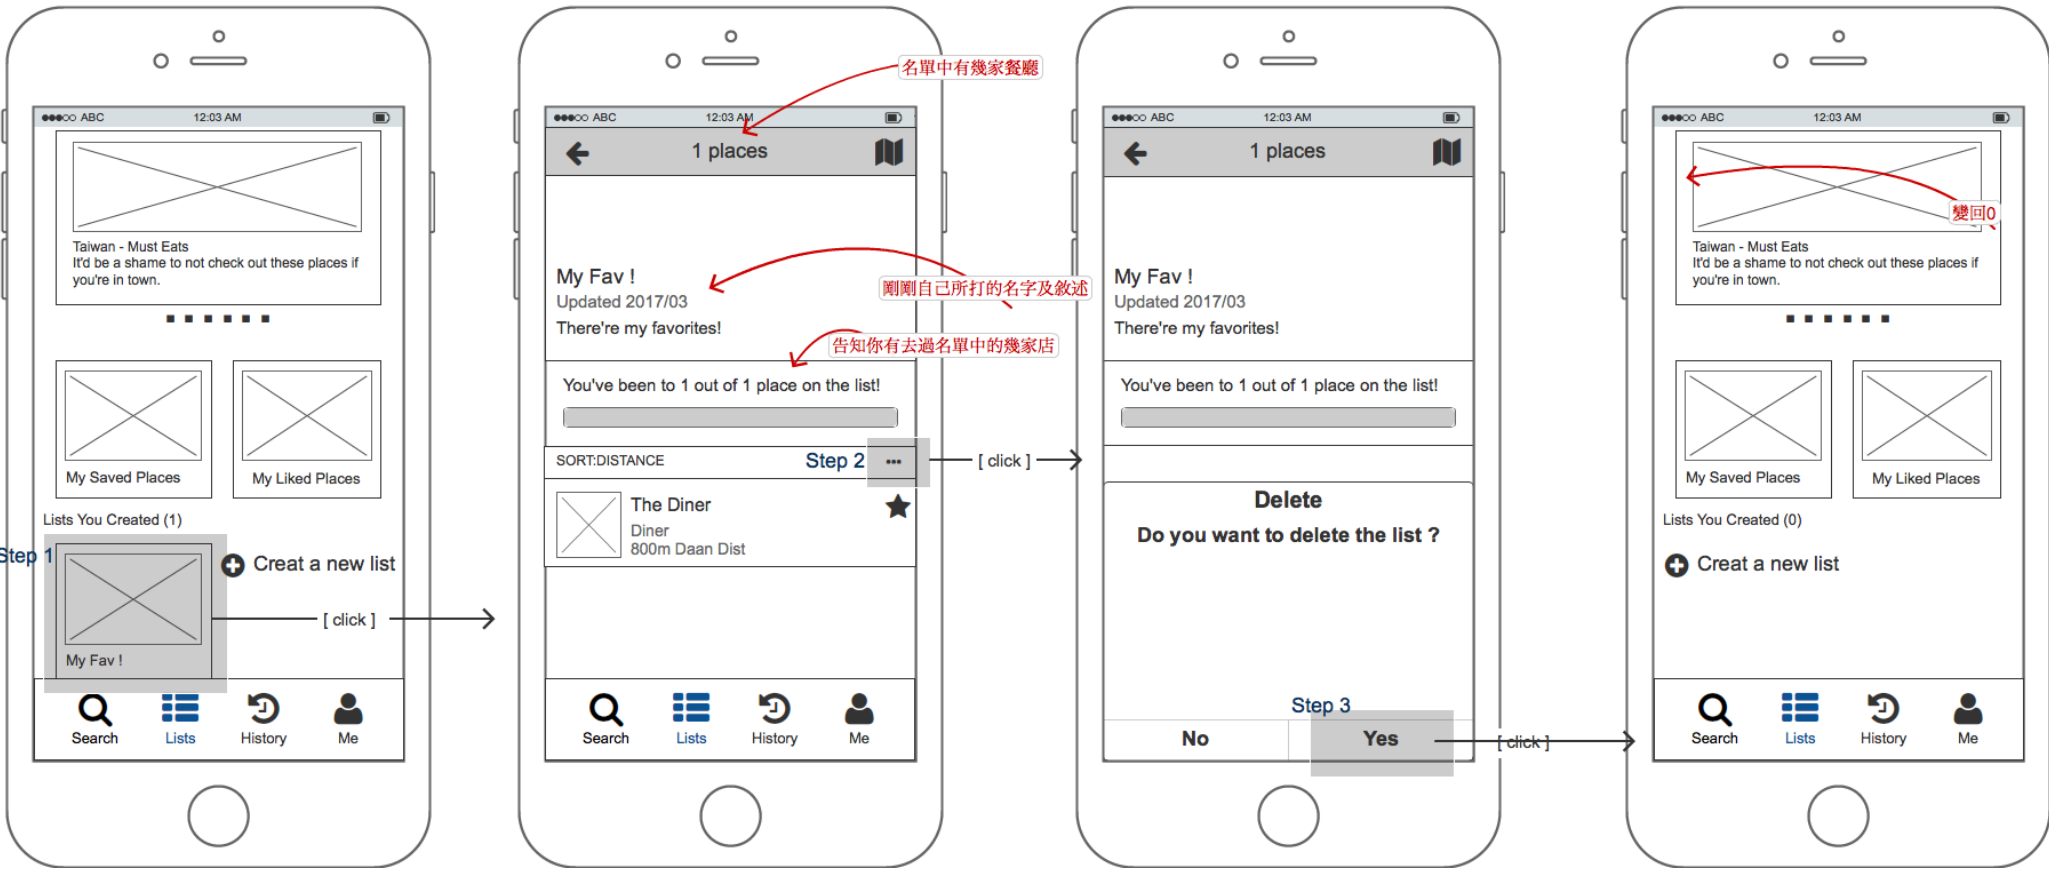 ABC 12:03 AM
Taiwan - Must Eats
It'd be a shame to not check out these places if
you're in town.
My Saved Places
My Liked Places
Lists You Created (1)
Step 1
Creat a new list
My Fav !
[ click ]
Search
Lists
History
Me
ABC 12:03 AM
名單中有幾家餐廳
1 places
My Fav !
Updated 2017/03
There're my favorites!
剛剛自己所打的名字及敘述
告知你有去過名單中的幾家店
You've been to 1 out of 1 place on the list!
SORT:DISTANCE
Step 2
•••
[ click ]
The Diner
Diner
800m Daan Dist
Search
Lists
History
Me
ABC 12:03 AM
1 places
My Fav !
Updated 2017/03
There're my favorites!
You've been to 1 out of 1 place on the list!
Delete
Do you want to delete the list ?
Step 3
No
Yes
[ click ]
ABC 12:03 AM
變回0
Taiwan - Must Eats
It'd be a shame to not check out these places if
you're in town.
My Saved Places
My Liked Places
Lists You Created (0)
Creat a new list
Search
Lists
History
Me